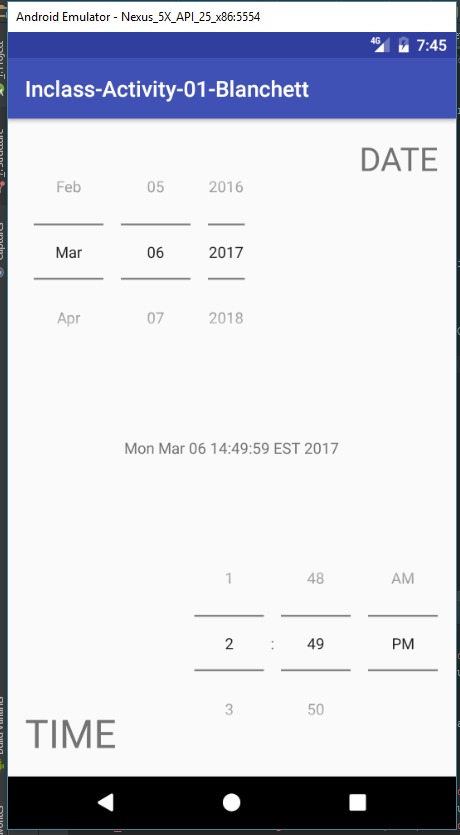 Android Emulator - Nexus_5X_API_25_x86:5554
4G 7:45
Inclass-Activity-01-Blanchett
DATE
Feb 05 2016
Mar 06 2017
Apr 07 2018
Mon Mar 06 14:49:59 EST 2017
1 48 AM
2 : 49 PM
3 50
TIME